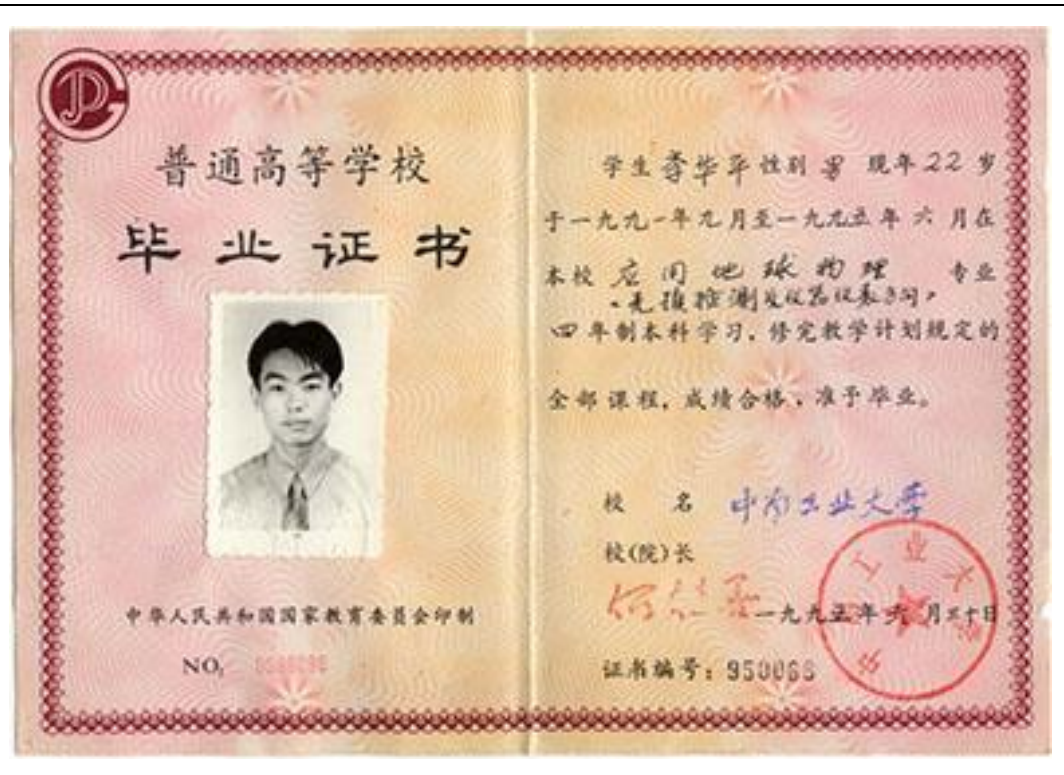 普通高等学校
毕业证书
中华人民共和国国家教育委员会印制
NO:
学生 李华平 性别 男 现年 22 岁
于一九九一年九月至一九九五年六月在
本校 应用地球物理 专业
四年制本科学习，修完教学计划规定的
全部课程，成绩合格，准予毕业。
校 名 中南工业大学
校(院)长
一九九五年六月三十日
证书编号：950066